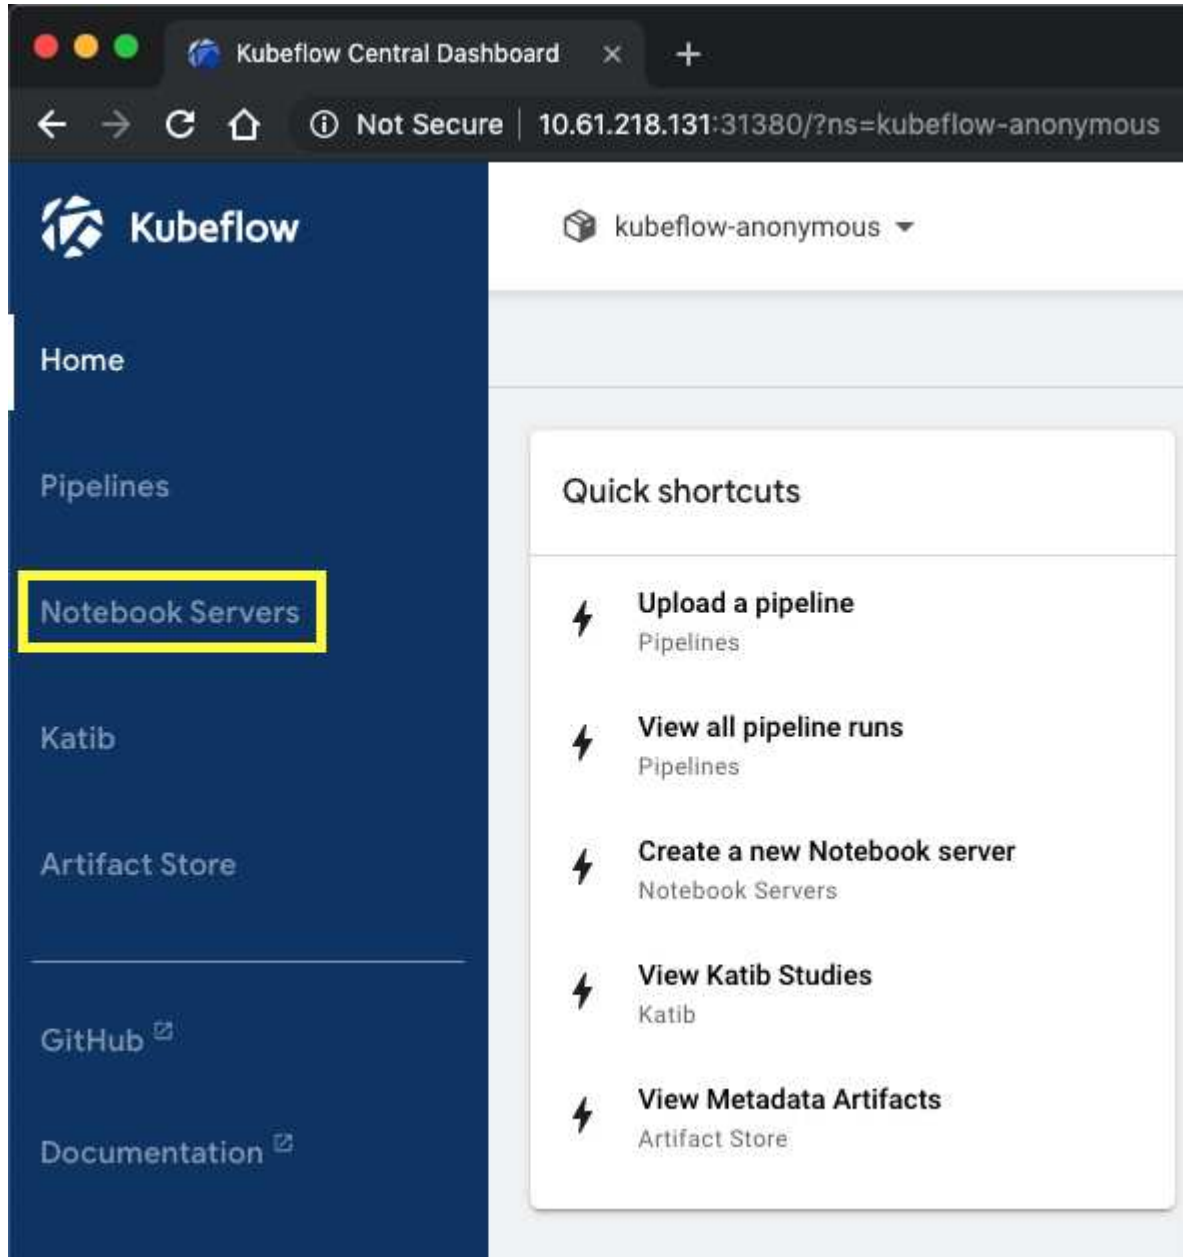 Kubeflow Central Dashboard
Not Secure | 10.61.218.131:31380/?ns=kubeflow-anonymous
Kubeflow
kubeflow-anonymous
Home
Pipelines
Notebook Servers
Katib
Artifact Store
GitHub
Documentation
Quick shortcuts
Upload a pipeline
Pipelines
View all pipeline runs
Pipelines
Create a new Notebook server
Notebook Servers
View Katib Studies
Katib
View Metadata Artifacts
Artifact Store